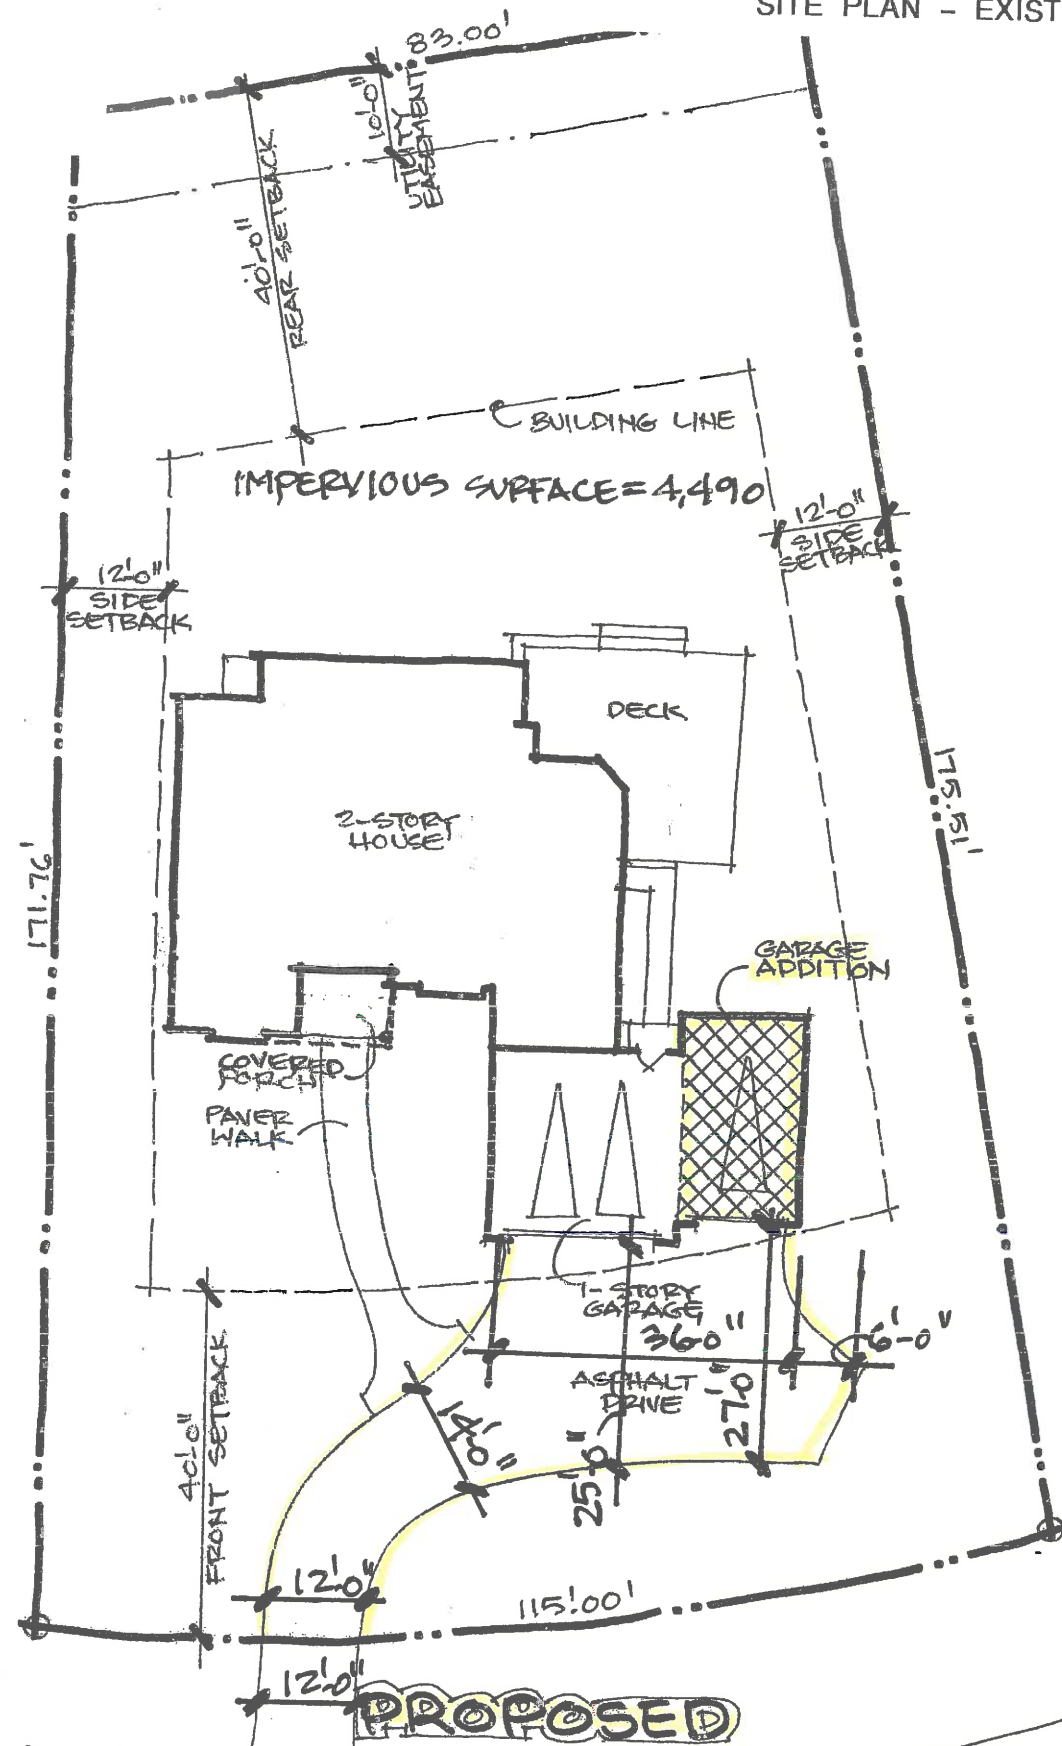 SITE PLAN - EXIST
83.00'
10'-0"
UTILITY
EASEMENT
40'-0"
REAR SETBACK
BUILDING LINE
IMPERVIOUS SURFACE=4,490
12'-0"
SIDE
SETBACK
12'-0"
SIDE
SETBACK
DECK
2-STORY
HOUSE
175.51'
171.76'
GARAGE
ADDITION
COVERED
PORCH
PAVER
WALK
1-STORY
GARAGE
36-0"
6'-0"
ASPHALT
DRIVE
27'-0"
14'-0"
25'-6"
40'-0"
FRONT SETBACK
12'-0"
115.00'
12'-0"
PROPOSED